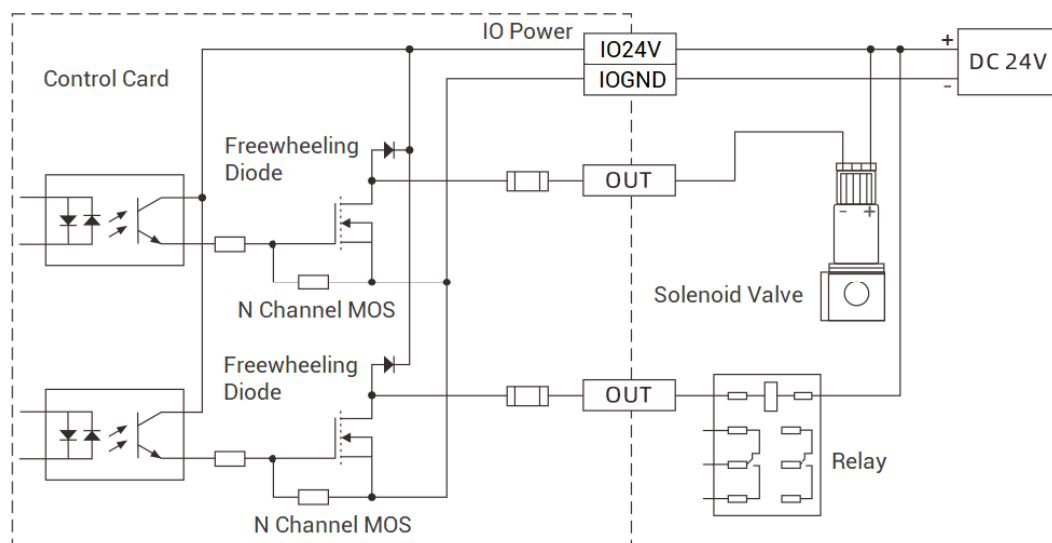 IO Power
IO24V
+
DC 24V
Control Card
IOGND
-
Freewheeling
Diode
OUT
- +
Solenoid Valve
N Channel MOS
Freewheeling
Diode
OUT
Relay
N Channel MOS